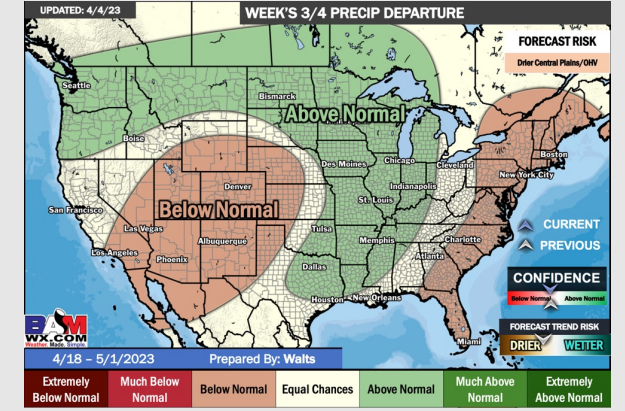 UPDATED: 4/4/23
WEEK'S 3/4 PRECIP DEPARTURE
FORECAST RISK
Drier Central Plains/OHV
Seattle
Bismarck
Above Normal
Boise
Boston
Des Moines
Chicago
Cleveland
New York City
Denver
Indianapolis
St. Louis
San Francisco
Below Normal
Las Vegas
Tulsa
CURRENT
Albuquerque
Memphis
Charlotte
PREVIOUS
Los Angeles
Phoenix
Atlanta
Dallas
CONFIDENCE
Houston
New Orleans
Below Normal
Above Normal
BAM
WX.COM
Weather. Made. Simple.
FORECAST TREND RISK
DRIER
WETTER
Miami
4/18 – 5/1/2023
Prepared By: Walts
Extremely Below Normal
Much Below Normal
Below Normal
Equal Chances
Above Normal
Much Above Normal
Extremely Above Normal